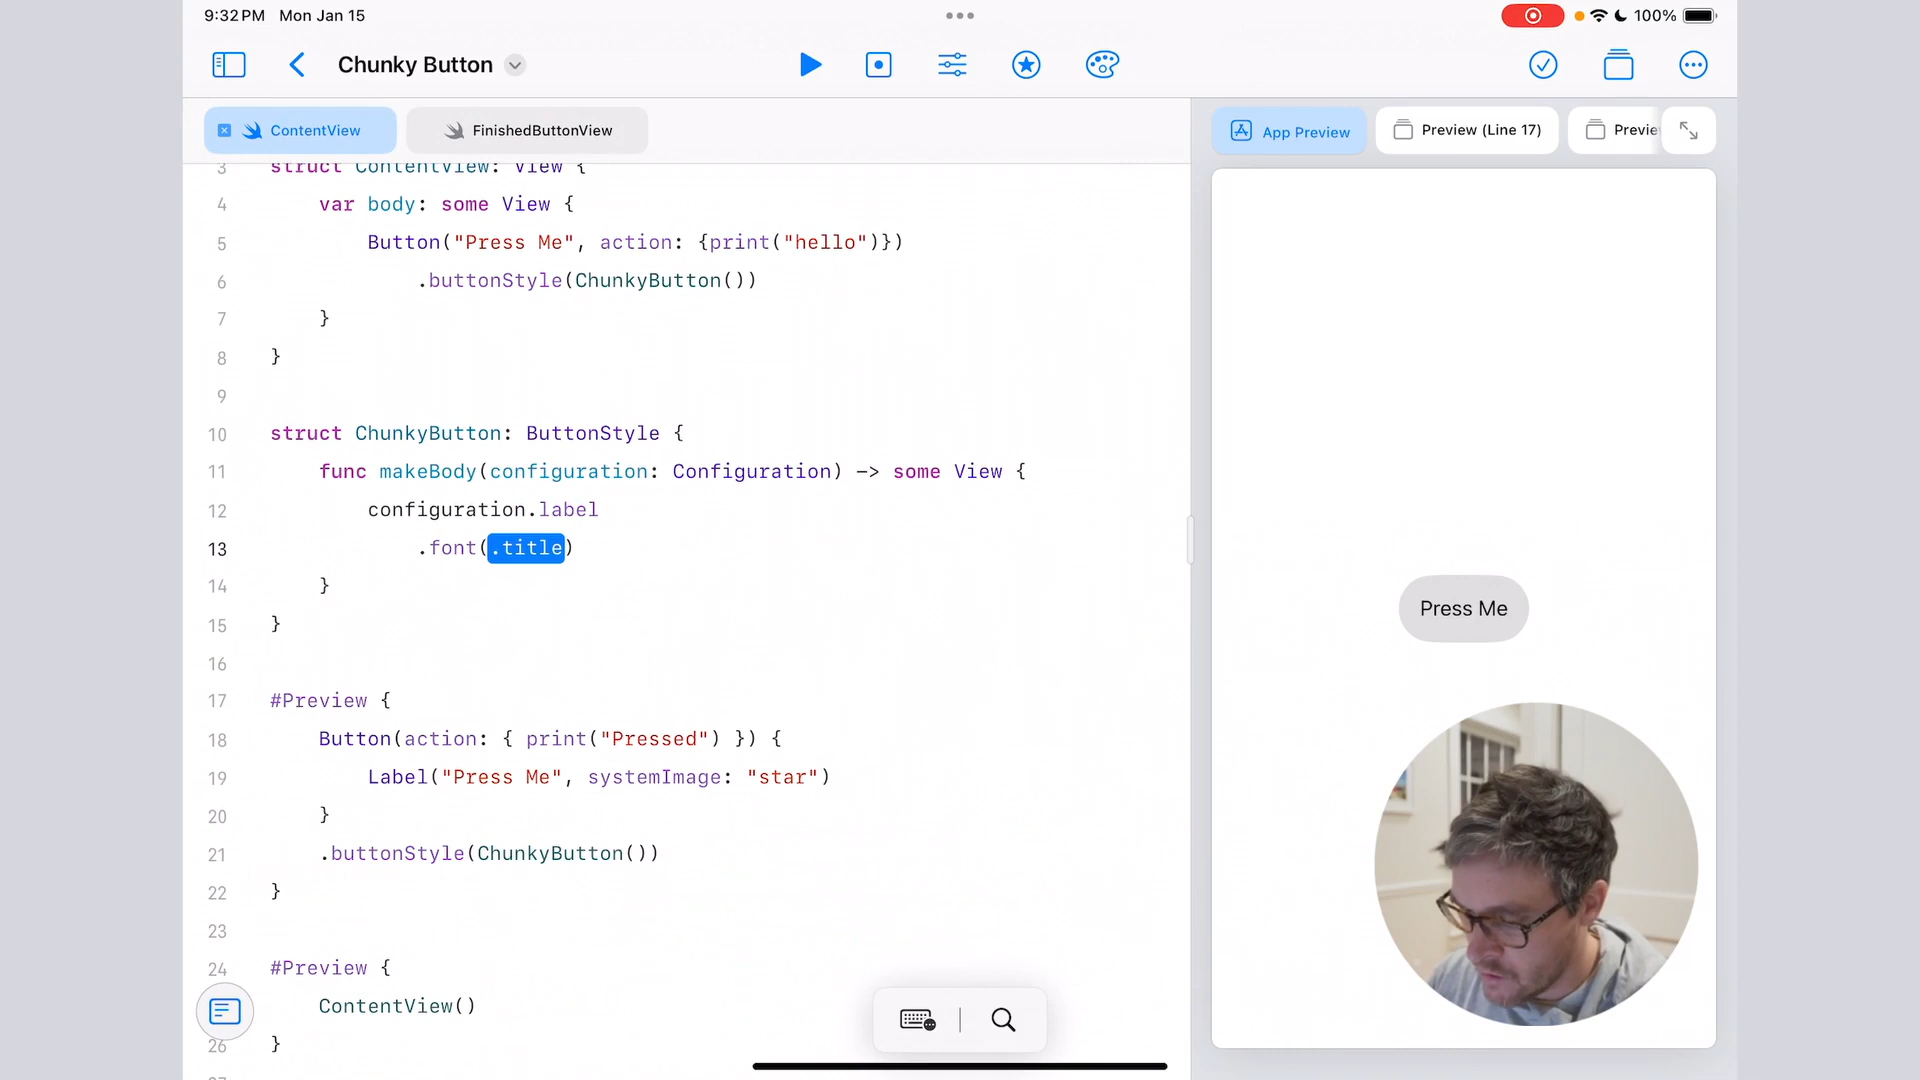 9:32 PM Mon Jan 15
100%
Chunky Button
ContentView
FinishedButtonView
App Preview
Preview (Line 17)
Previe
3 struct ContentView: View {
4 var body: some View {
5 Button("Press Me", action: {print("hello")})
6 .buttonStyle(ChunkyButton())
7 }
8 }
9
10 struct ChunkyButton: ButtonStyle {
11 func makeBody(configuration: Configuration) -> some View {
12 configuration.label
13 .font(.title)
14 }
15 }
16
17 #Preview {
18 Button(action: { print("Pressed") }) {
19 Label("Press Me", systemImage: "star")
20 }
21 .buttonStyle(ChunkyButton())
22 }
23
24 #Preview {
ContentView()
26 }
Press Me